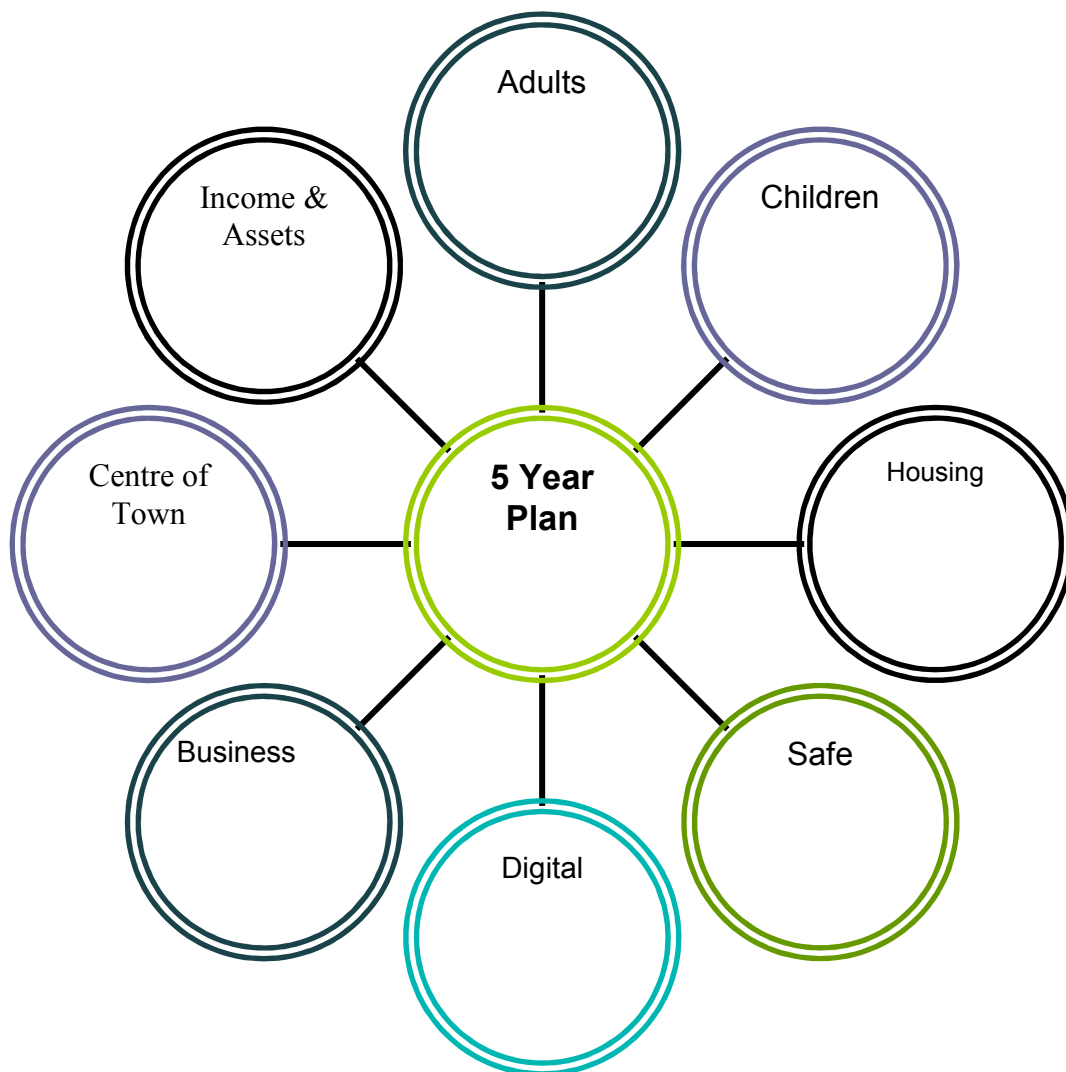 Adults
Children
Income &
Assets
Housing
5 Year
Plan
Centre of
Town
Safe
Business
Digital